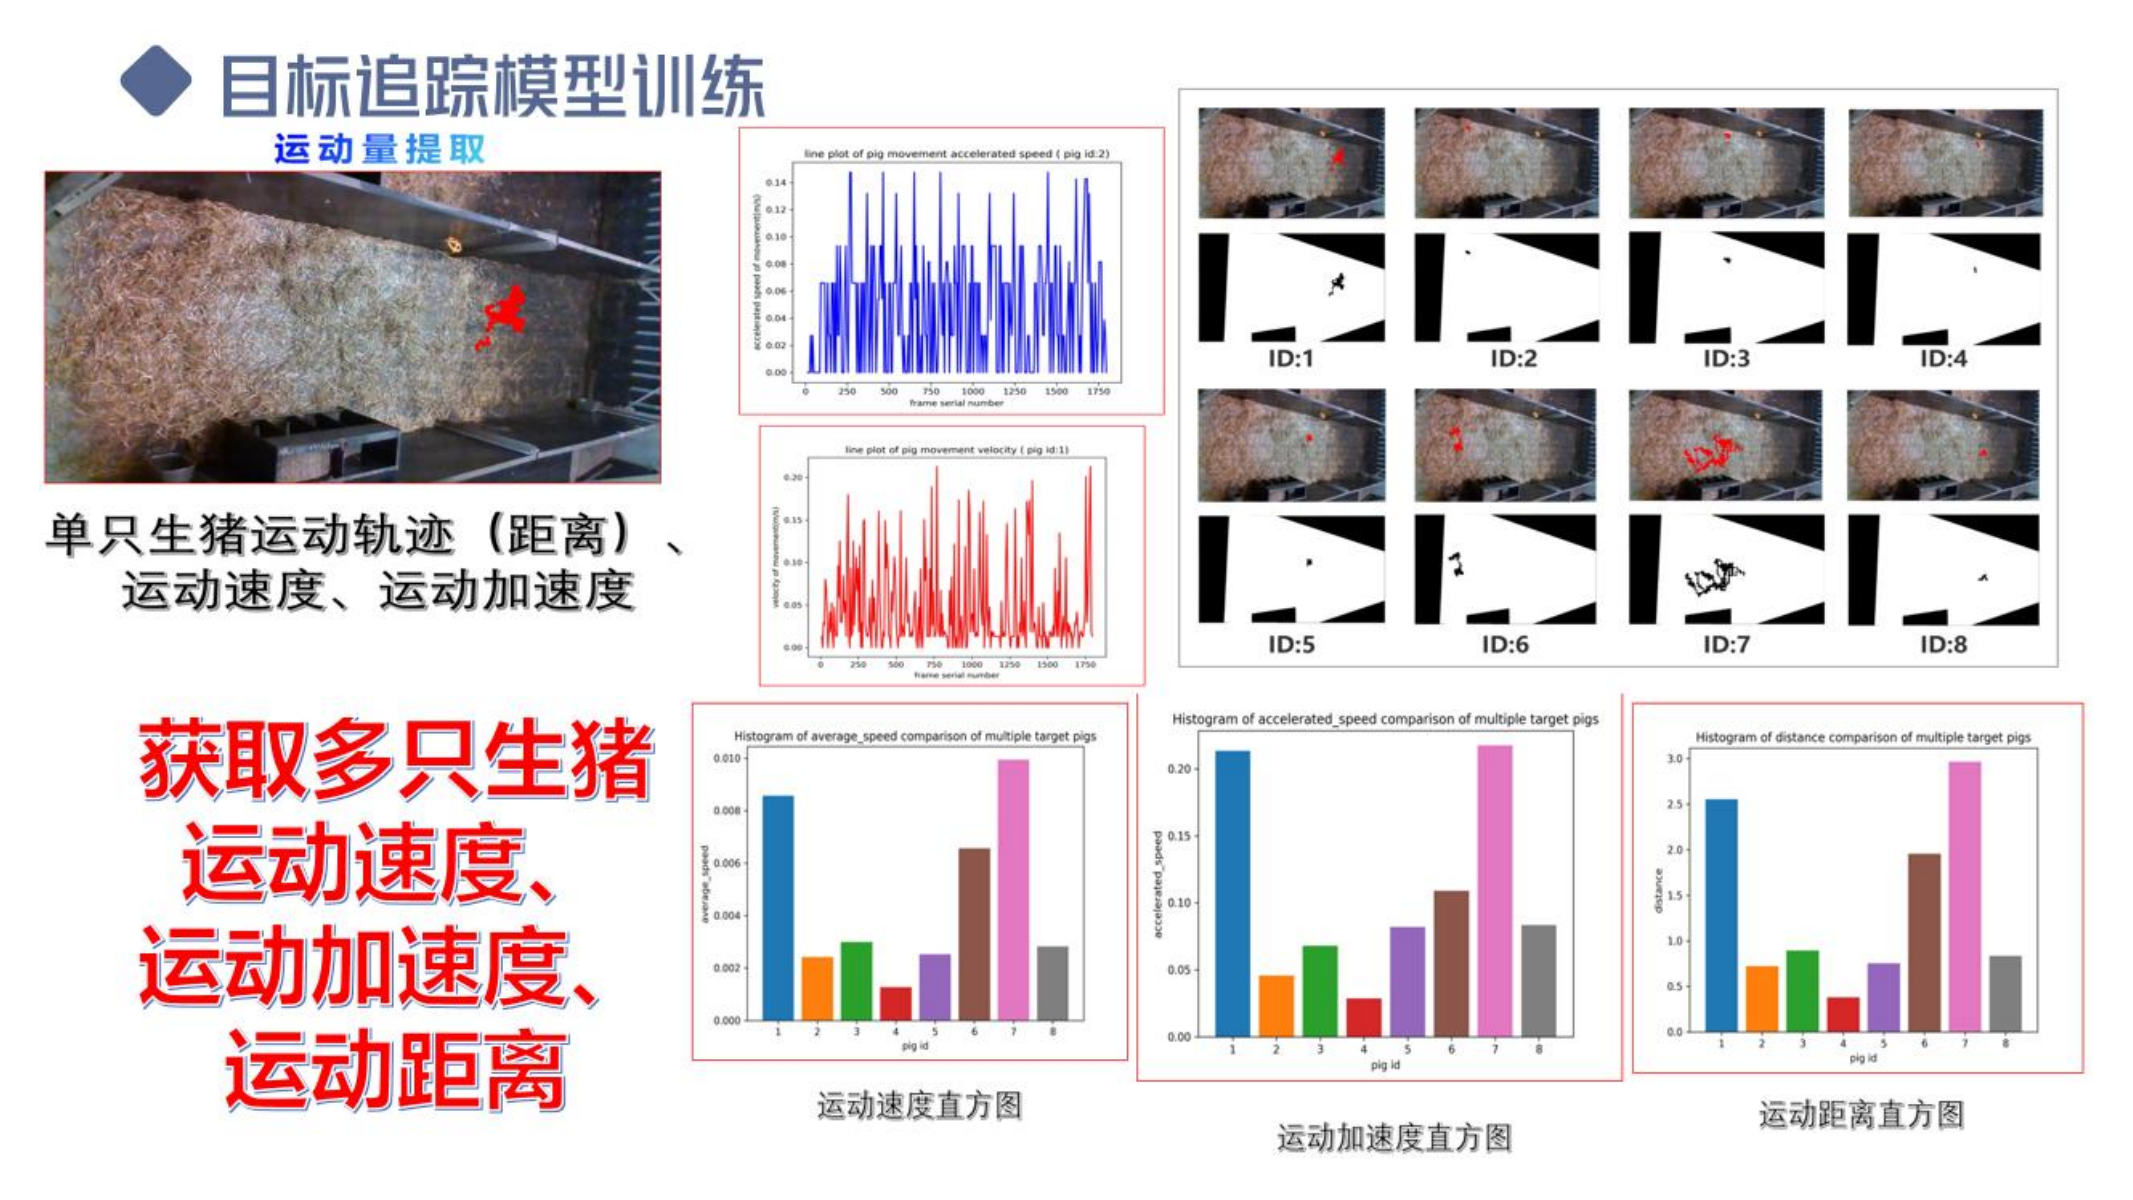 目标追踪模型训练
运动量提取
单只生猪运动轨迹（距离）、
运动速度、运动加速度
获取多只生猪
运动速度、
运动加速度、
运动距离
line plot of pig movement accelerated speed ( pig id:2)
accelerated speed of movement(m/s)
0.14
0.12
0.10
0.08
0.06
0.04
0.02
0.00
0 250 500 750 1000 1250 1500 1750
frame serial number
line plot of pig movement velocity ( pig id:1)
velocity of movement(m/s)
0.20
0.15
0.10
0.05
0.00
0 250 500 750 1000 1250 1500 1750
frame serial number
ID:1 ID:2 ID:3 ID:4
ID:5 ID:6 ID:7 ID:8
Histogram of average_speed comparison of multiple target pigs
average_speed
0.010
0.008
0.006
0.004
0.002
0.000
1 2 3 4 5 6 7 8
pig id
运动速度直方图
Histogram of accelerated_speed comparison of multiple target pigs
accelerated_speed
0.20
0.15
0.10
0.05
0.00
1 2 3 4 5 6 7 8
pig id
运动加速度直方图
Histogram of distance comparison of multiple target pigs
distance
3.0
2.5
2.0
1.5
1.0
0.5
0.0
1 2 3 4 5 6 7 8
pig id
运动距离直方图